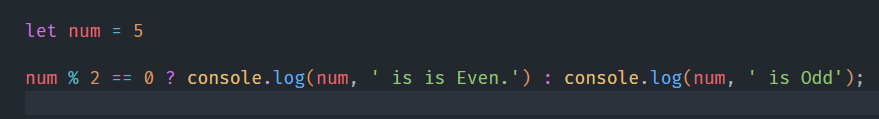 let num = 5
num % 2 == 0 ? console.log(num, ' is is Even.') : console.log(num, ' is Odd');